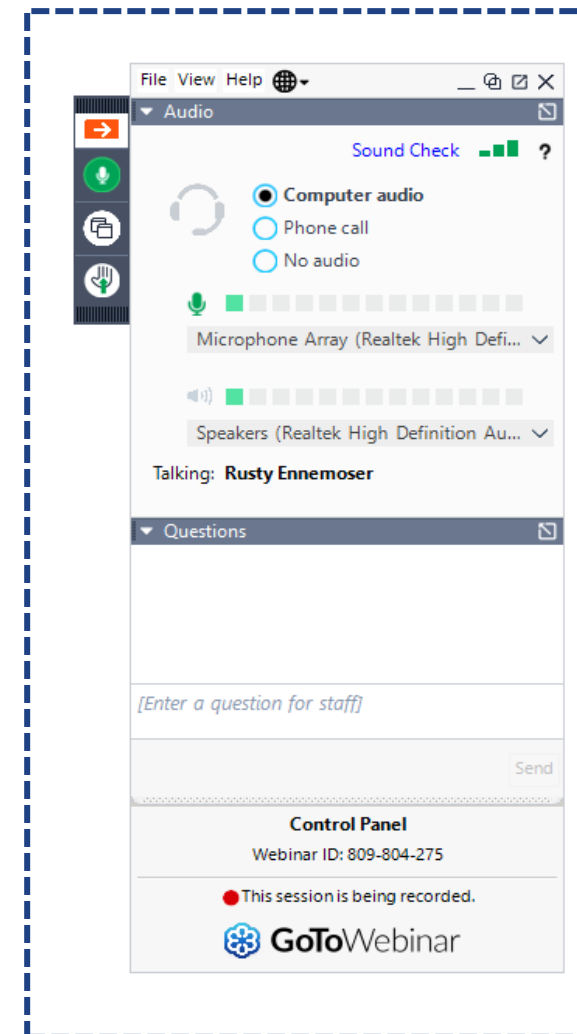 File View Help
Audio
Sound Check ?
Computer audio
Phone call
No audio
Microphone Array (Realtek High Defi...
Speakers (Realtek High Definition Au...
Talking: Rusty Ennemoser
Questions
[Enter a question for staff]
Send
Control Panel
Webinar ID: 809-804-275
This session is being recorded.
GoToWebinar